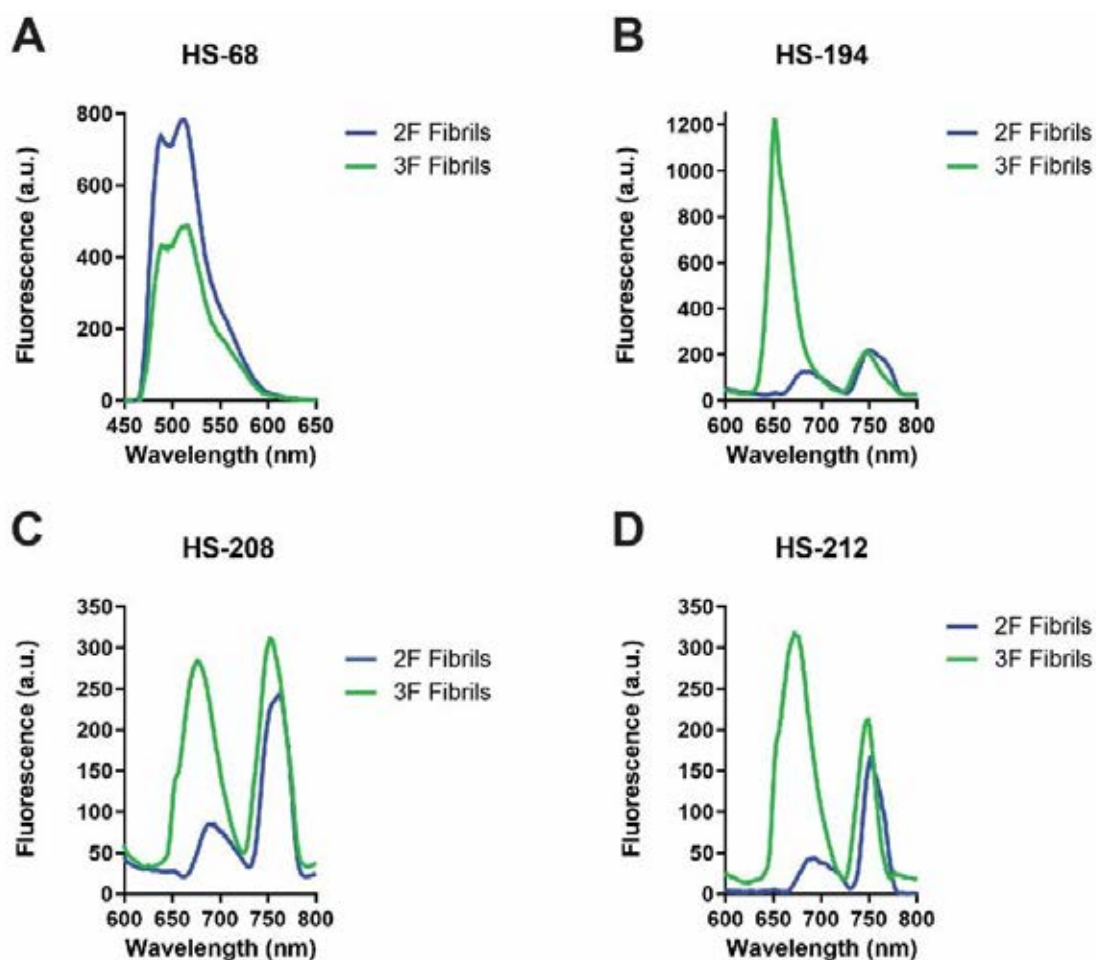 A
HS-68
Fluorescence (a.u.)
800
600
400
200
0
450 500 550 600 650
Wavelength (nm)
2F Fibrils
3F Fibrils
B
HS-194
Fluorescence (a.u.)
1200
1000
800
600
400
200
0
600 650 700 750 800
Wavelength (nm)
2F Fibrils
3F Fibrils
C
HS-208
Fluorescence (a.u.)
350
300
250
200
150
100
50
0
600 650 700 750 800
Wavelength (nm)
2F Fibrils
3F Fibrils
D
HS-212
Fluorescence (a.u.)
350
300
250
200
150
100
50
0
600 650 700 750 800
Wavelength (nm)
2F Fibrils
3F Fibrils